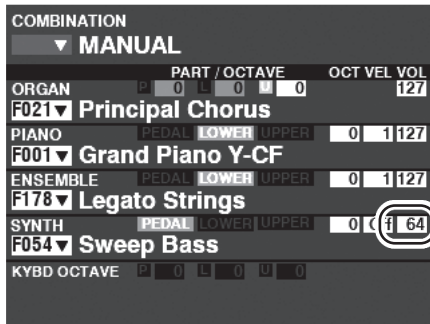 COMBINATION
▼ MANUAL
PART / OCTAVE OCT VEL VOL
ORGAN P 0 L 0 U 0 127
F021▼ Principal Chorus
PIANO PEDAL LOWER UPPER 0 1 127
F001▼ Grand Piano Y-CF
ENSEMBLE PEDAL LOWER UPPER 0 1 127
F178▼ Legato Strings
SYNTH PEDAL LOWER UPPER 0 Off 64
F054▼ Sweep Bass
KYBD OCTAVE P 0 L 0 U 0